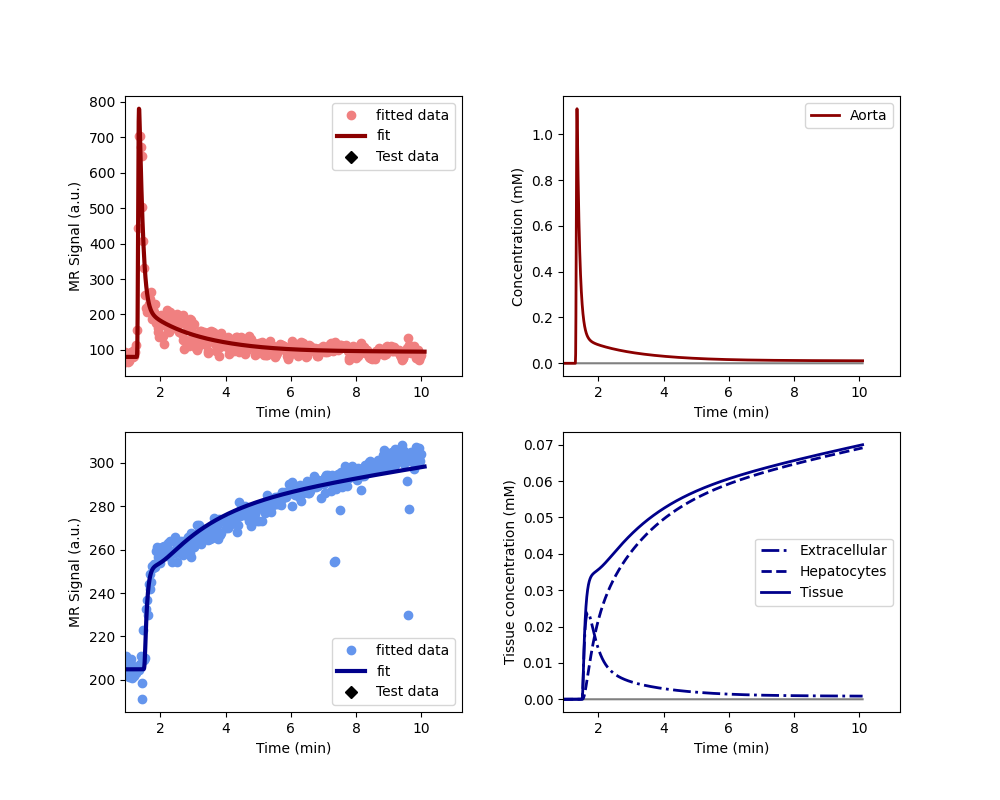 800
700
600
500
400
300
200
100
MR Signal (a.u.)
2
4
6
8
10
Time (min)
fitted data
fit
Test data
1.0
0.8
0.6
0.4
0.2
0.0
Concentration (mM)
2
4
6
8
10
Time (min)
Aorta
300
280
260
240
220
200
MR Signal (a.u.)
2
4
6
8
10
Time (min)
fitted data
fit
Test data
0.07
0.06
0.05
0.04
0.03
0.02
0.01
0.00
Tissue concentration (mM)
2
4
6
8
10
Time (min)
Extracellular
Hepatocytes
Tissue